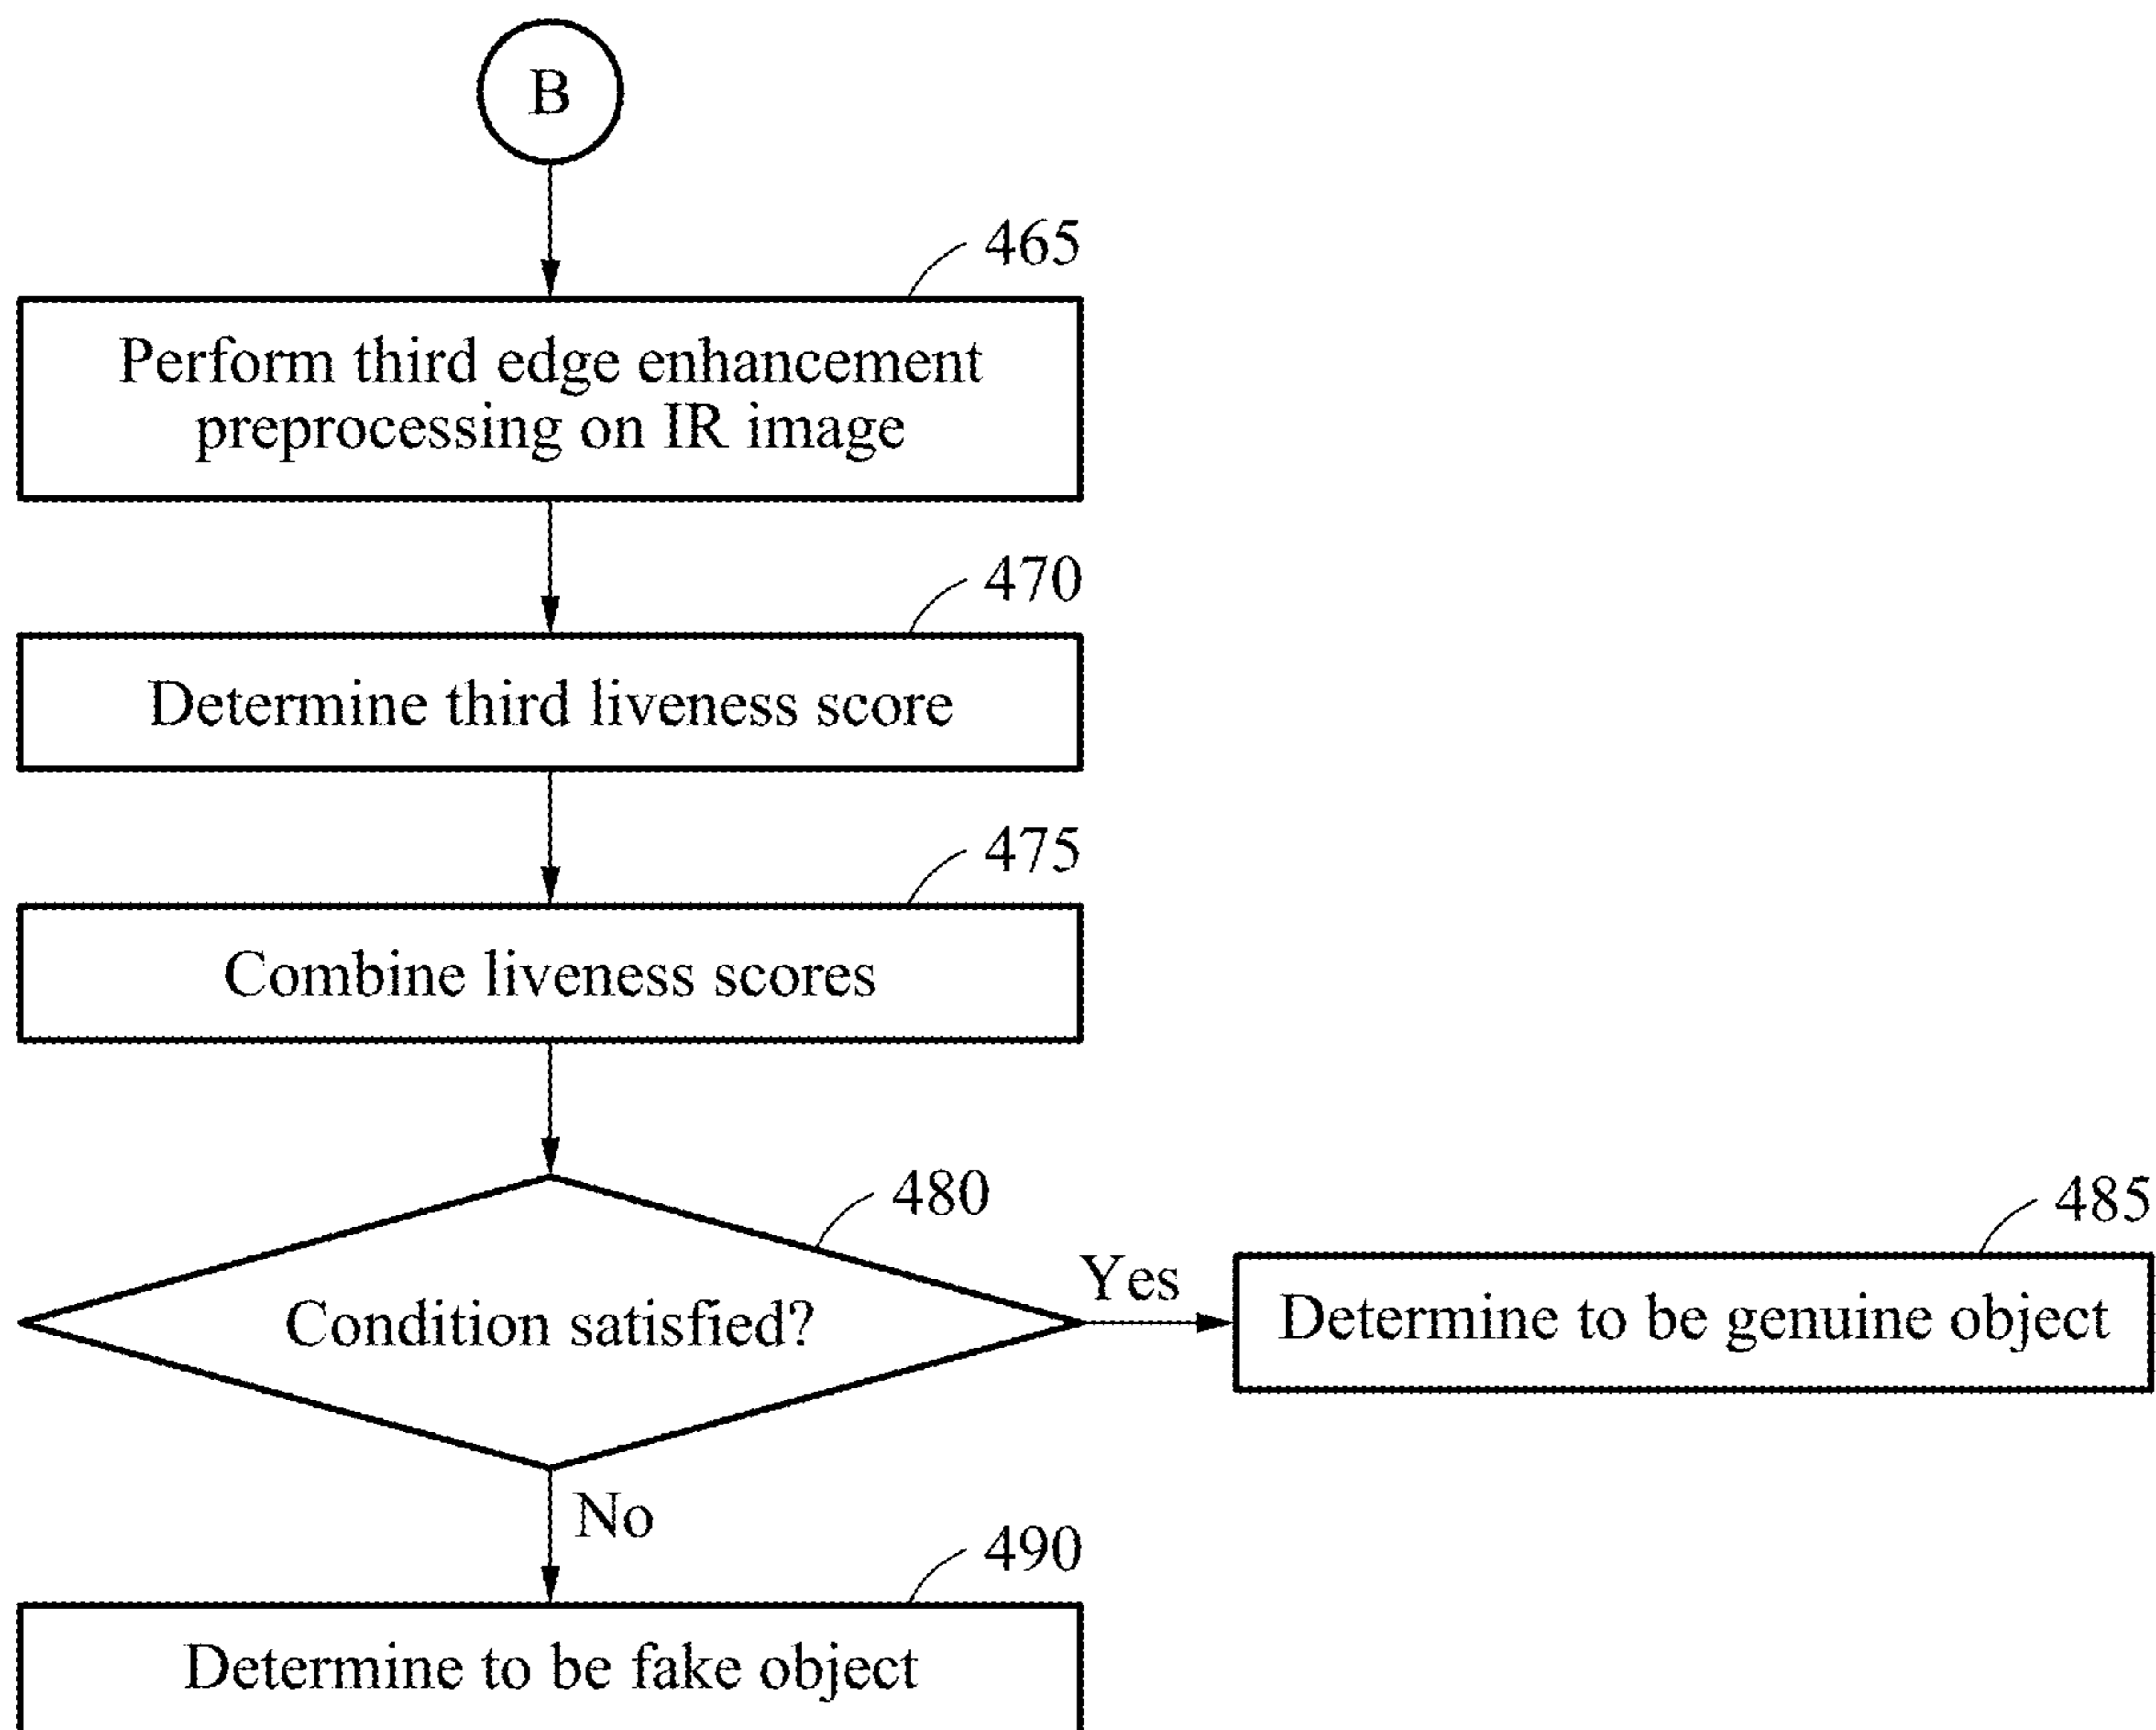 B
465
Perform third edge enhancement
preprocessing on IR image
470
Determine third liveness score
475
Combine liveness scores
480
Condition satisfied?
Yes
485
Determine to be genuine object
No
490
Determine to be fake object